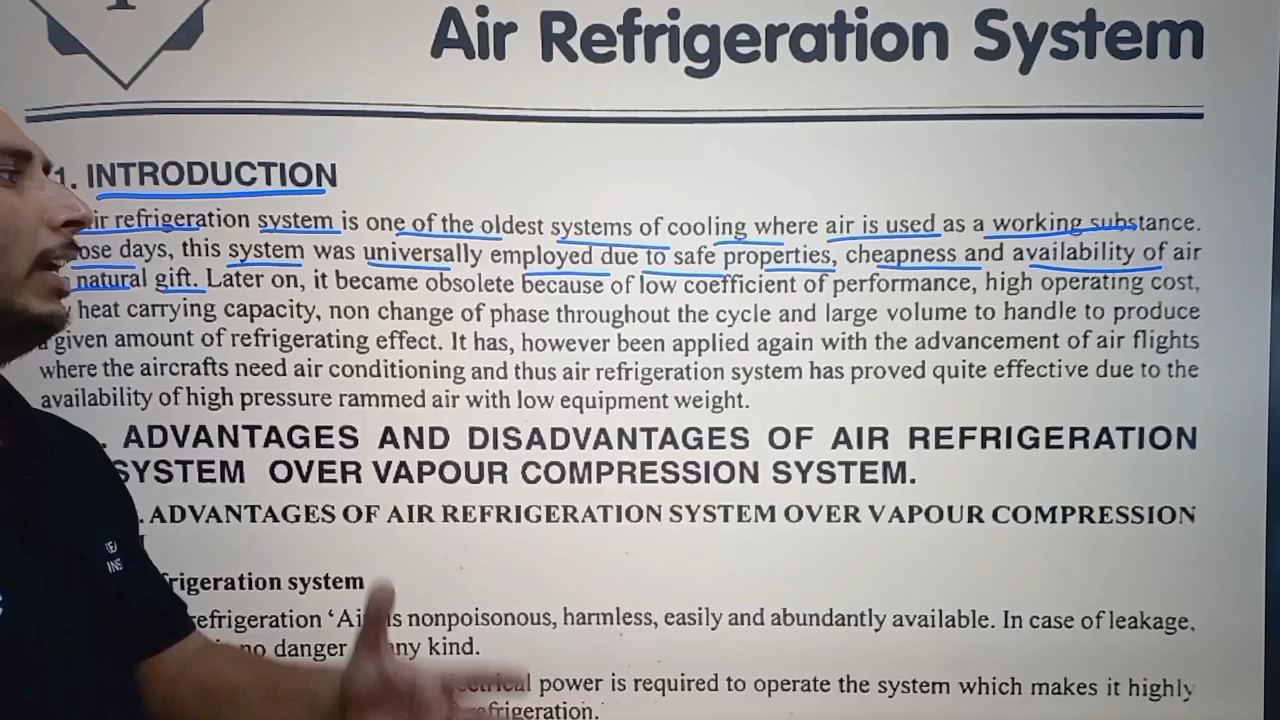 Air Refrigeration System
1. INTRODUCTION
ir refrigeration system is one of the oldest systems of cooling where air is used as a working substance.
ose days, this system was universally employed due to safe properties, cheapness and availability of air
natural gift. Later on, it became obsolete because of low coefficient of performance, high operating cost,
heat carrying capacity, non change of phase throughout the cycle and large volume to handle to produce
a given amount of refrigerating effect. It has, however been applied again with the advancement of air flights
where the aircrafts need air conditioning and thus air refrigeration system has proved quite effective due to the
availability of high pressure rammed air with low equipment weight.
. ADVANTAGES AND DISADVANTAGES OF AIR REFRIGERATION
SYSTEM OVER VAPOUR COMPRESSION SYSTEM.
. ADVANTAGES OF AIR REFRIGERATION SYSTEM OVER VAPOUR COMPRESSION
frigeration system
refrigeration ‘Ai is nonpoisonous, harmless, easily and abundantly available. In case of leakage,
no danger ny kind.
power is required to operate the system which makes it highly
refrigeration.